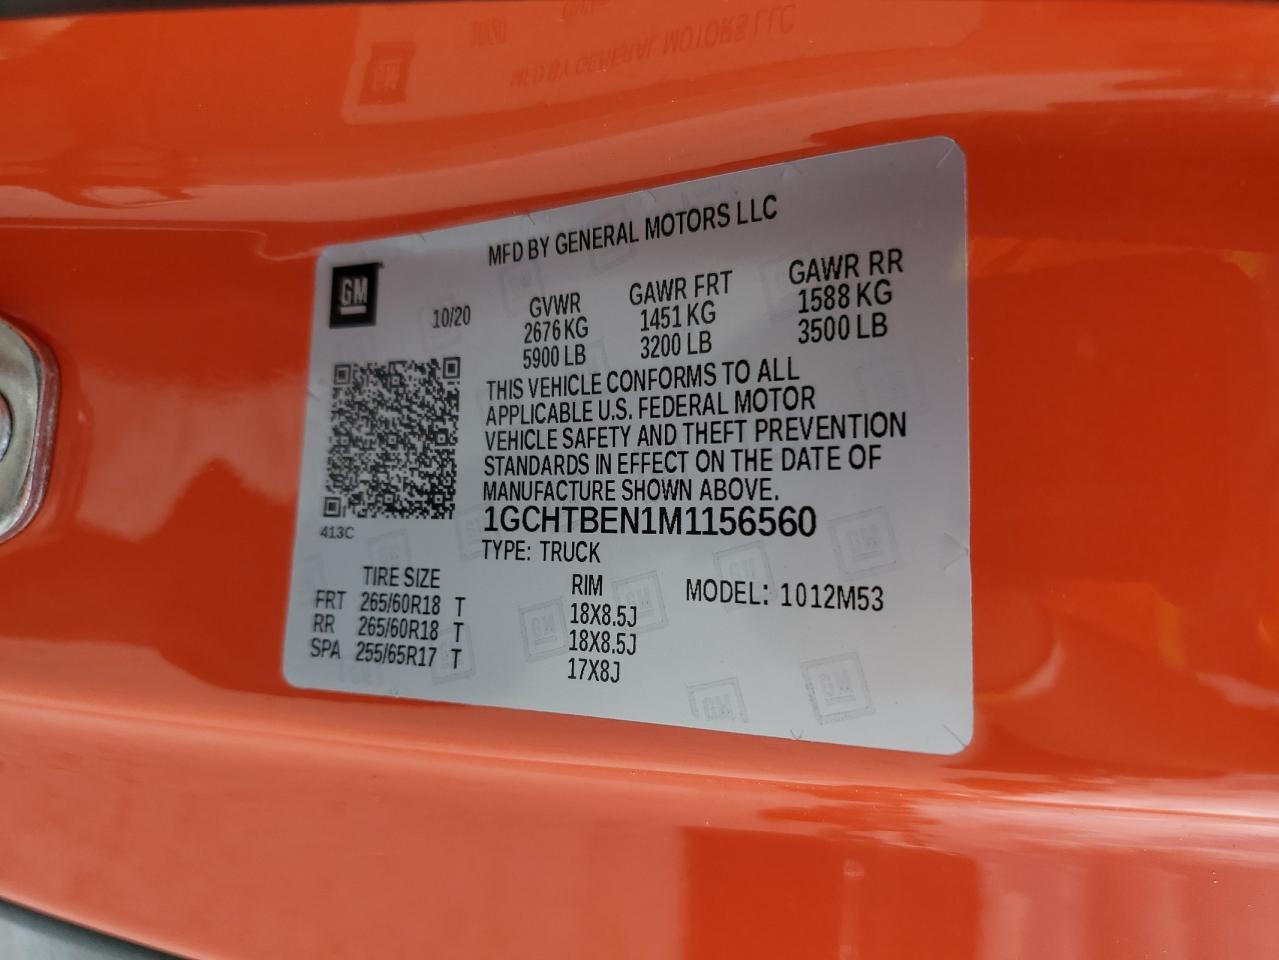 MFD BY GENERAL MOTORS LLC
GM
10/20
GVWR
2676 KG
5900 LB
GAWR FRT
1451 KG
3200 LB
GAWR RR
1588 KG
3500 LB
THIS VEHICLE CONFORMS TO ALL
APPLICABLE U.S. FEDERAL MOTOR
VEHICLE SAFETY AND THEFT PREVENTION
STANDARDS IN EFFECT ON THE DATE OF
MANUFACTURE SHOWN ABOVE.
413C
1GCHTBEN1M1156560
TYPE: TRUCK
TIRE SIZE RIM MODEL: 1012M53
FRT 265/60R18 T 18X8.5J
RR 265/60R18 T 18X8.5J
SPA 255/65R17 T 17X8J